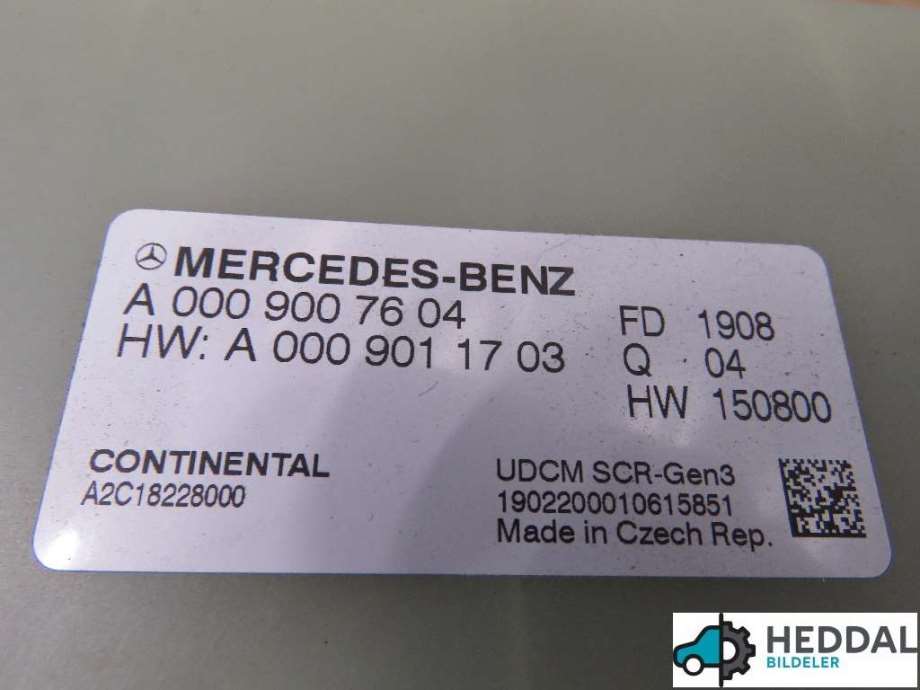 MERCEDES-BENZ
A 000 900 76 04
HW: A 000 901 17 03
FD 1908
Q 04
HW 150800
CONTINENTAL
A2C18228000
UDCM SCR-Gen3
1902200010615851
Made in Czech Rep.
HEDDAL
BILDELER